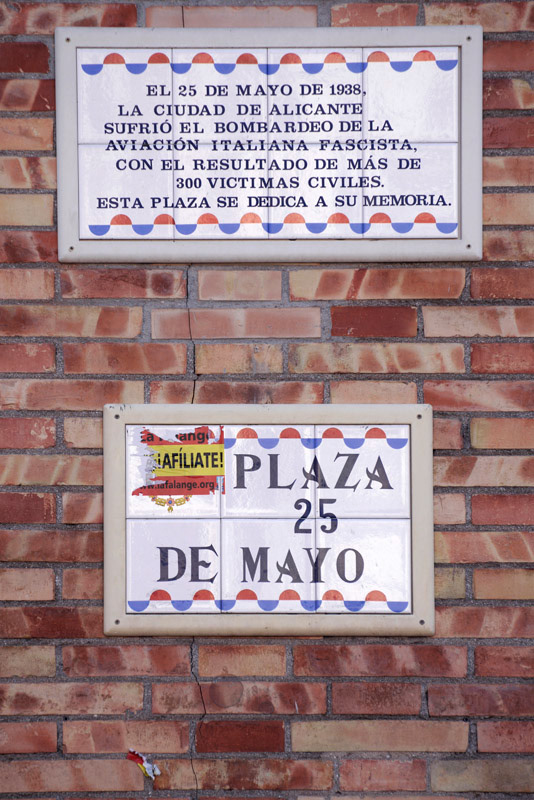 EL 25 DE MAYO DE 1938,
LA CIUDAD DE ALICANTE
SUFRIÓ EL BOMBARDEO DE LA
AVIACIÓN ITALIANA FASCISTA,
CON EL RESULTADO DE MÁS DE
300 VICTIMAS CIVILES.
ESTA PLAZA SE DEDICA A SU MEMORIA.
la Falange
¡AFÍLIATE!
www.lafalange.org
PLAZA
25
DE MAYO